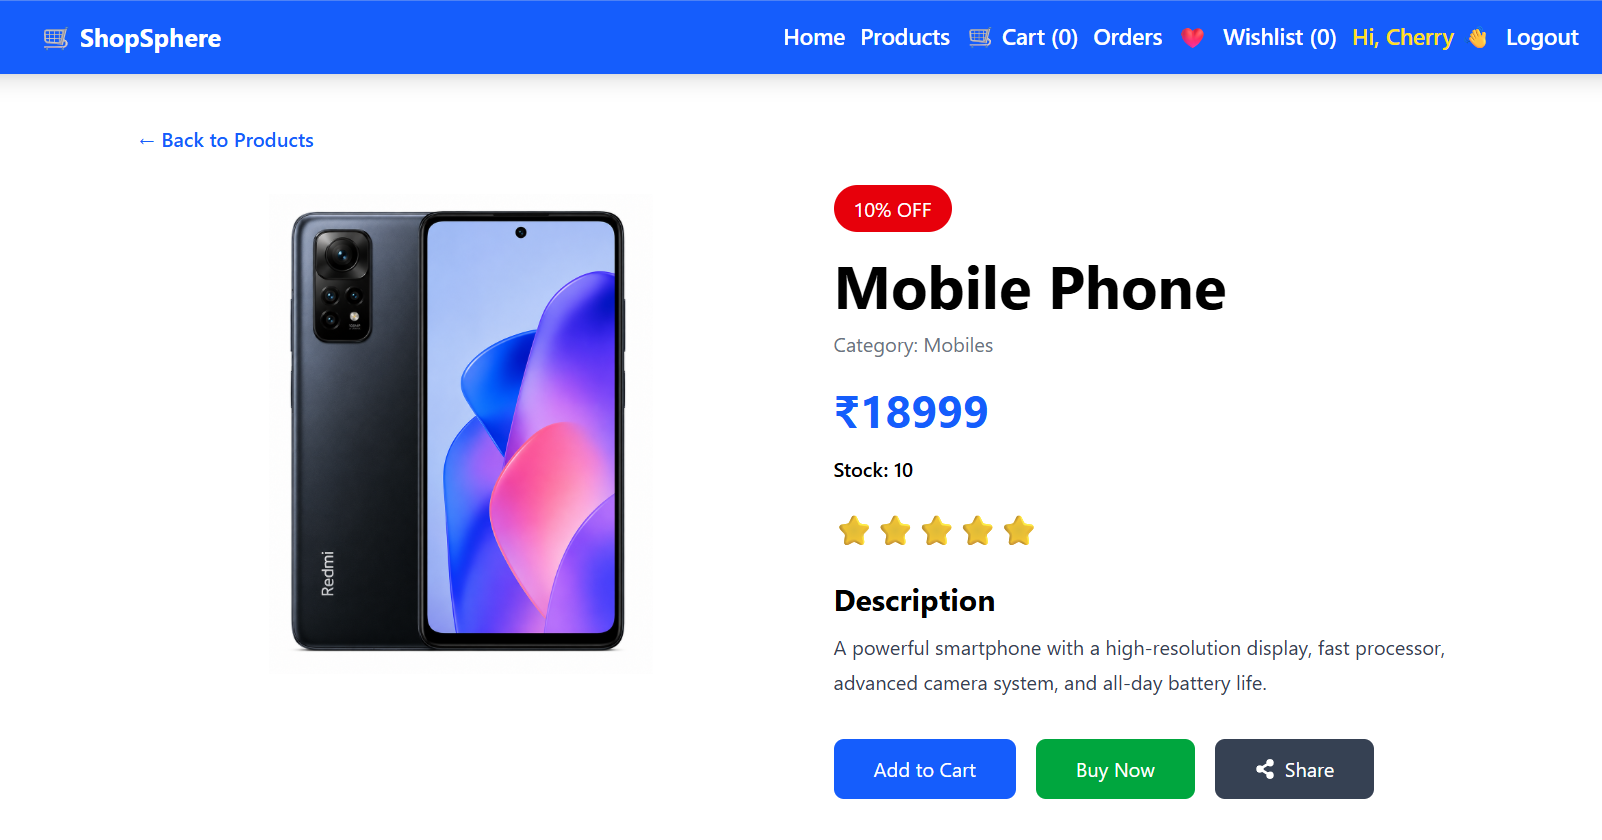 🛒 ShopSphere
Home Products 🛒 Cart (0) Orders ❤️ Wishlist (0) Hi, Cherry 👋 Logout
← Back to Products
10% OFF
Mobile Phone
Category: Mobiles
₹18999
Stock: 10
⭐⭐⭐⭐⭐
Description
A powerful smartphone with a high-resolution display, fast processor,
advanced camera system, and all-day battery life.
Add to Cart
Buy Now
Share
Redmi